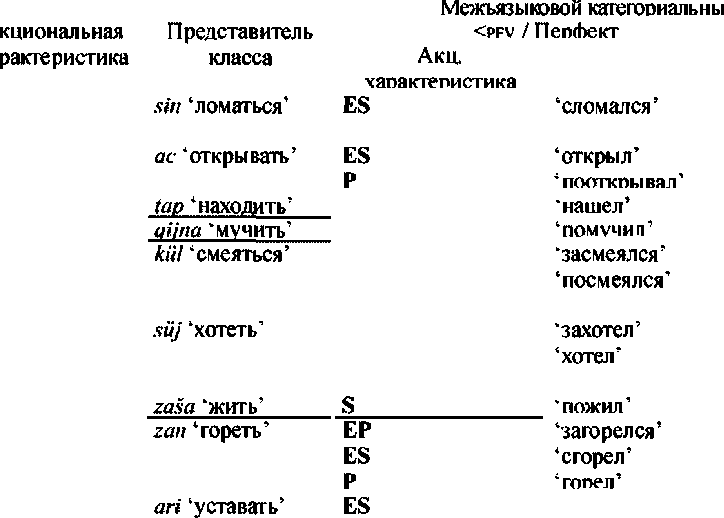 Межъязыковой категориальны
кциональная Представитель <PFV / Перфект
рактеристика класса Акц.
характеристика
sin ‘ломаться’ ES ‘сломался’
ac ‘открывать’ ES ‘открыл’
P ‘пооткрывал’
tap ‘находить’ ‘нашел’
qijna ‘мучить’ ‘помучил’
kül ‘смеяться’ ‘засмеялся’
‘посмеялся’
süj ‘хотеть’ ‘захотел’
‘хотел’
zaša ‘жить’ S ‘пожил’
zan ‘гореть’ EP ‘загорелся’
ES ‘сгорел’
P ‘горел’
ari ‘уставать’ ES